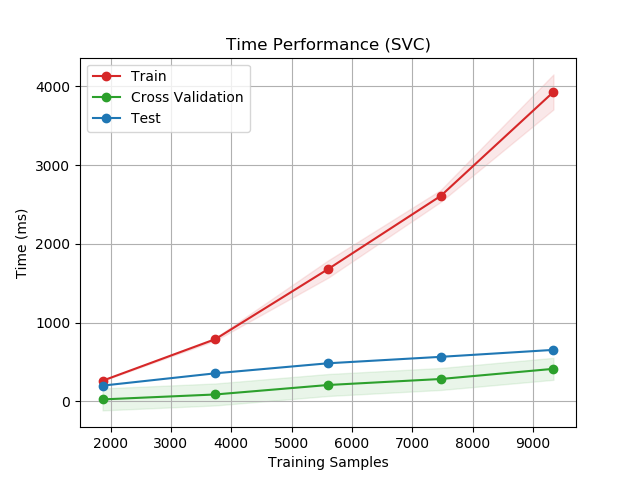 Time Performance (SVC)
Train
Cross Validation
Test
Time (ms)
4000
3000
2000
1000
0
2000 3000 4000 5000 6000 7000 8000 9000
Training Samples